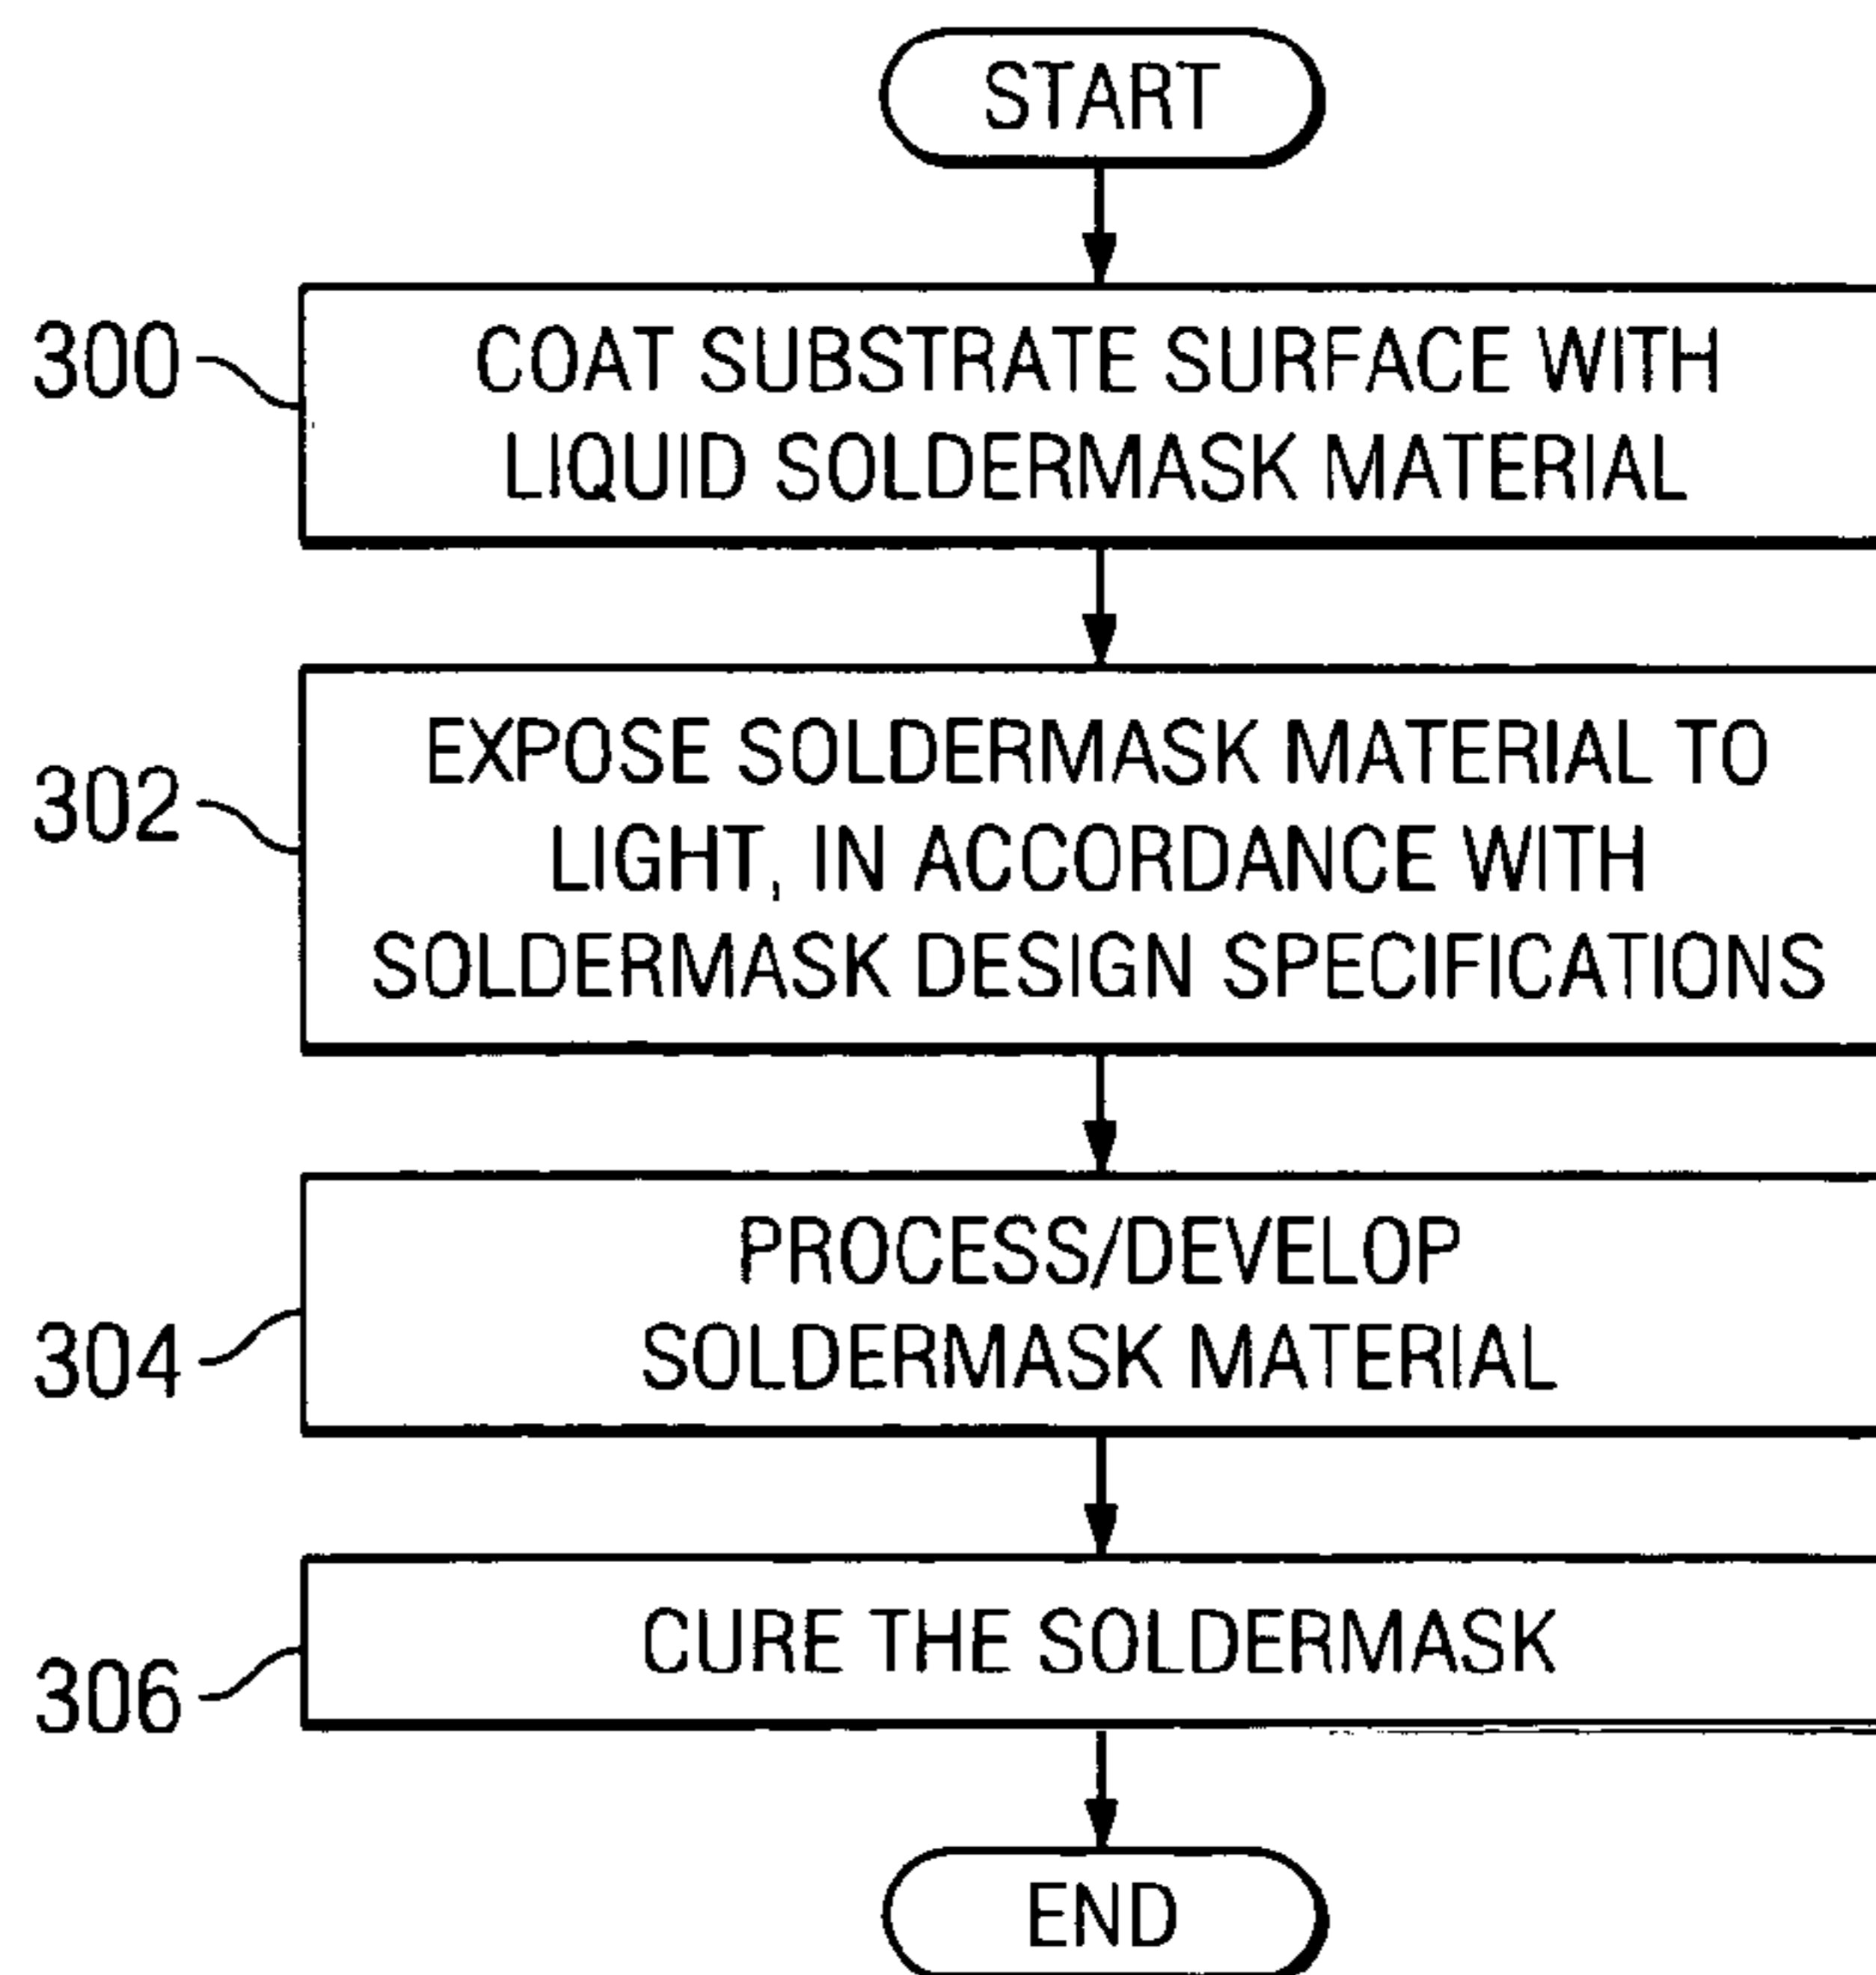 START
300
COAT SUBSTRATE SURFACE WITH
LIQUID SOLDERMASK MATERIAL
302
EXPOSE SOLDERMASK MATERIAL TO
LIGHT, IN ACCORDANCE WITH
SOLDERMASK DESIGN SPECIFICATIONS
304
PROCESS/DEVELOP
SOLDERMASK MATERIAL
306
CURE THE SOLDERMASK
END